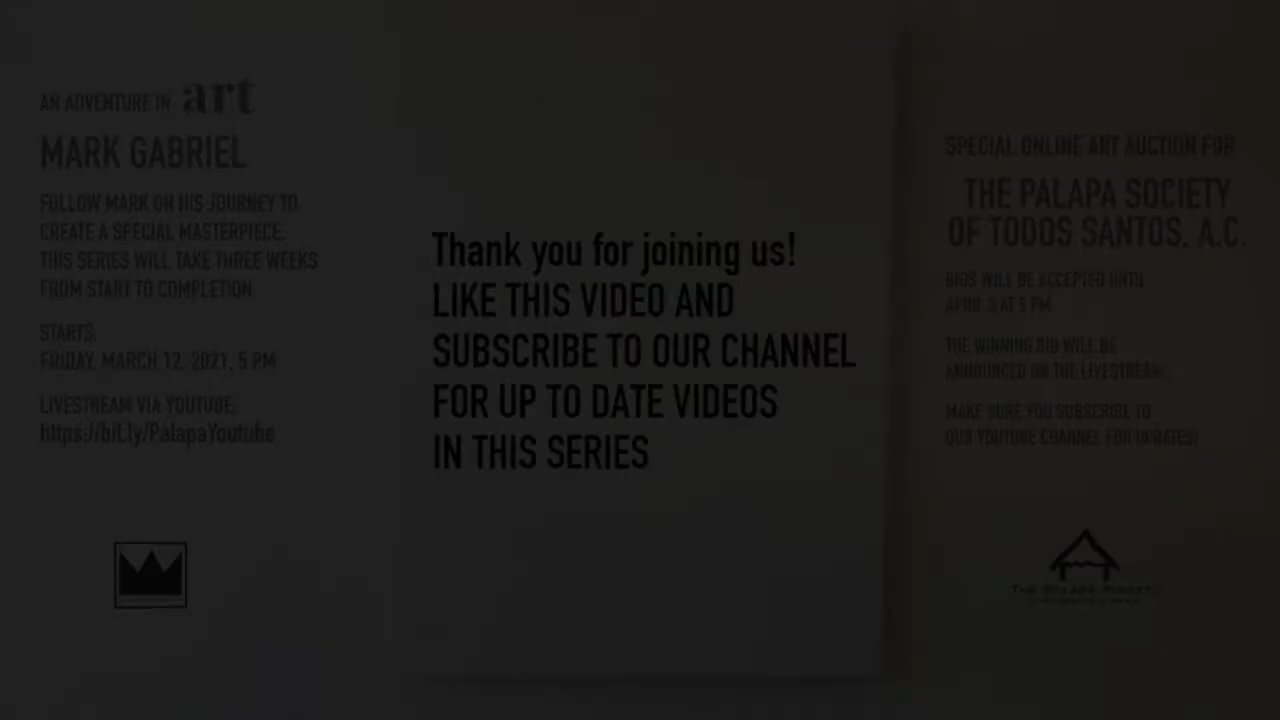 AN ADVENTURE IN art
MARK GABRIEL
FOLLOW MARK ON HIS JOURNEY TO
CREATE A SPECIAL MASTERPIECE.
THIS SERIES WILL TAKE THREE WEEKS
FROM START TO COMPLETION.
STARTS:
FRIDAY, MARCH 12, 2021, 5 PM
LIVESTREAM VIA YOUTUBE:
https://bit.ly/PalapaYoutube
Thank you for joining us!
LIKE THIS VIDEO AND
SUBSCRIBE TO OUR CHANNEL
FOR UP TO DATE VIDEOS
IN THIS SERIES
SPECIAL ONLINE ART AUCTION FOR
THE PALAPA SOCIETY
OF TODOS SANTOS, A.C.
BIDS WILL BE ACCEPTED UNTIL
APRIL 3 AT 5 PM
THE WINNING BID WILL BE
ANNOUNCED ON THE LIVESTREAM.
MAKE SURE YOU SUBSCRIBE TO
OUR YOUTUBE CHANNEL FOR UPDATES!
THE PALAPA SOCIETY